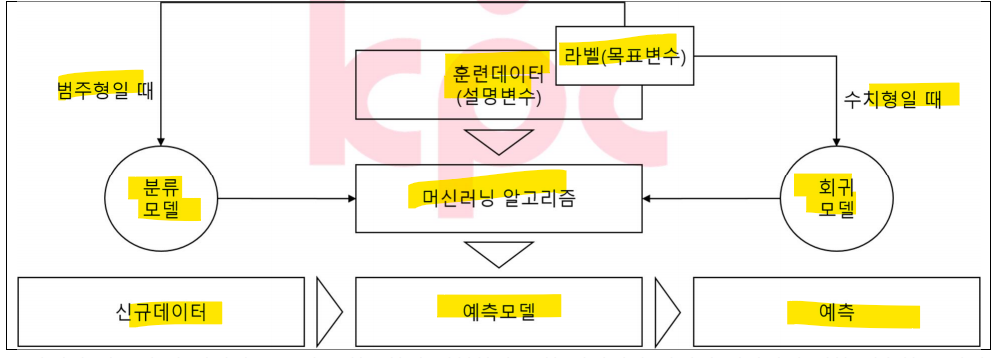 라벨(목표변수)
훈련데이터
(설명변수)
범주형일 때
수치형일 때
분류
모델
머신러닝 알고리즘
회귀
모델
신규데이터
예측모델
예측
kpc